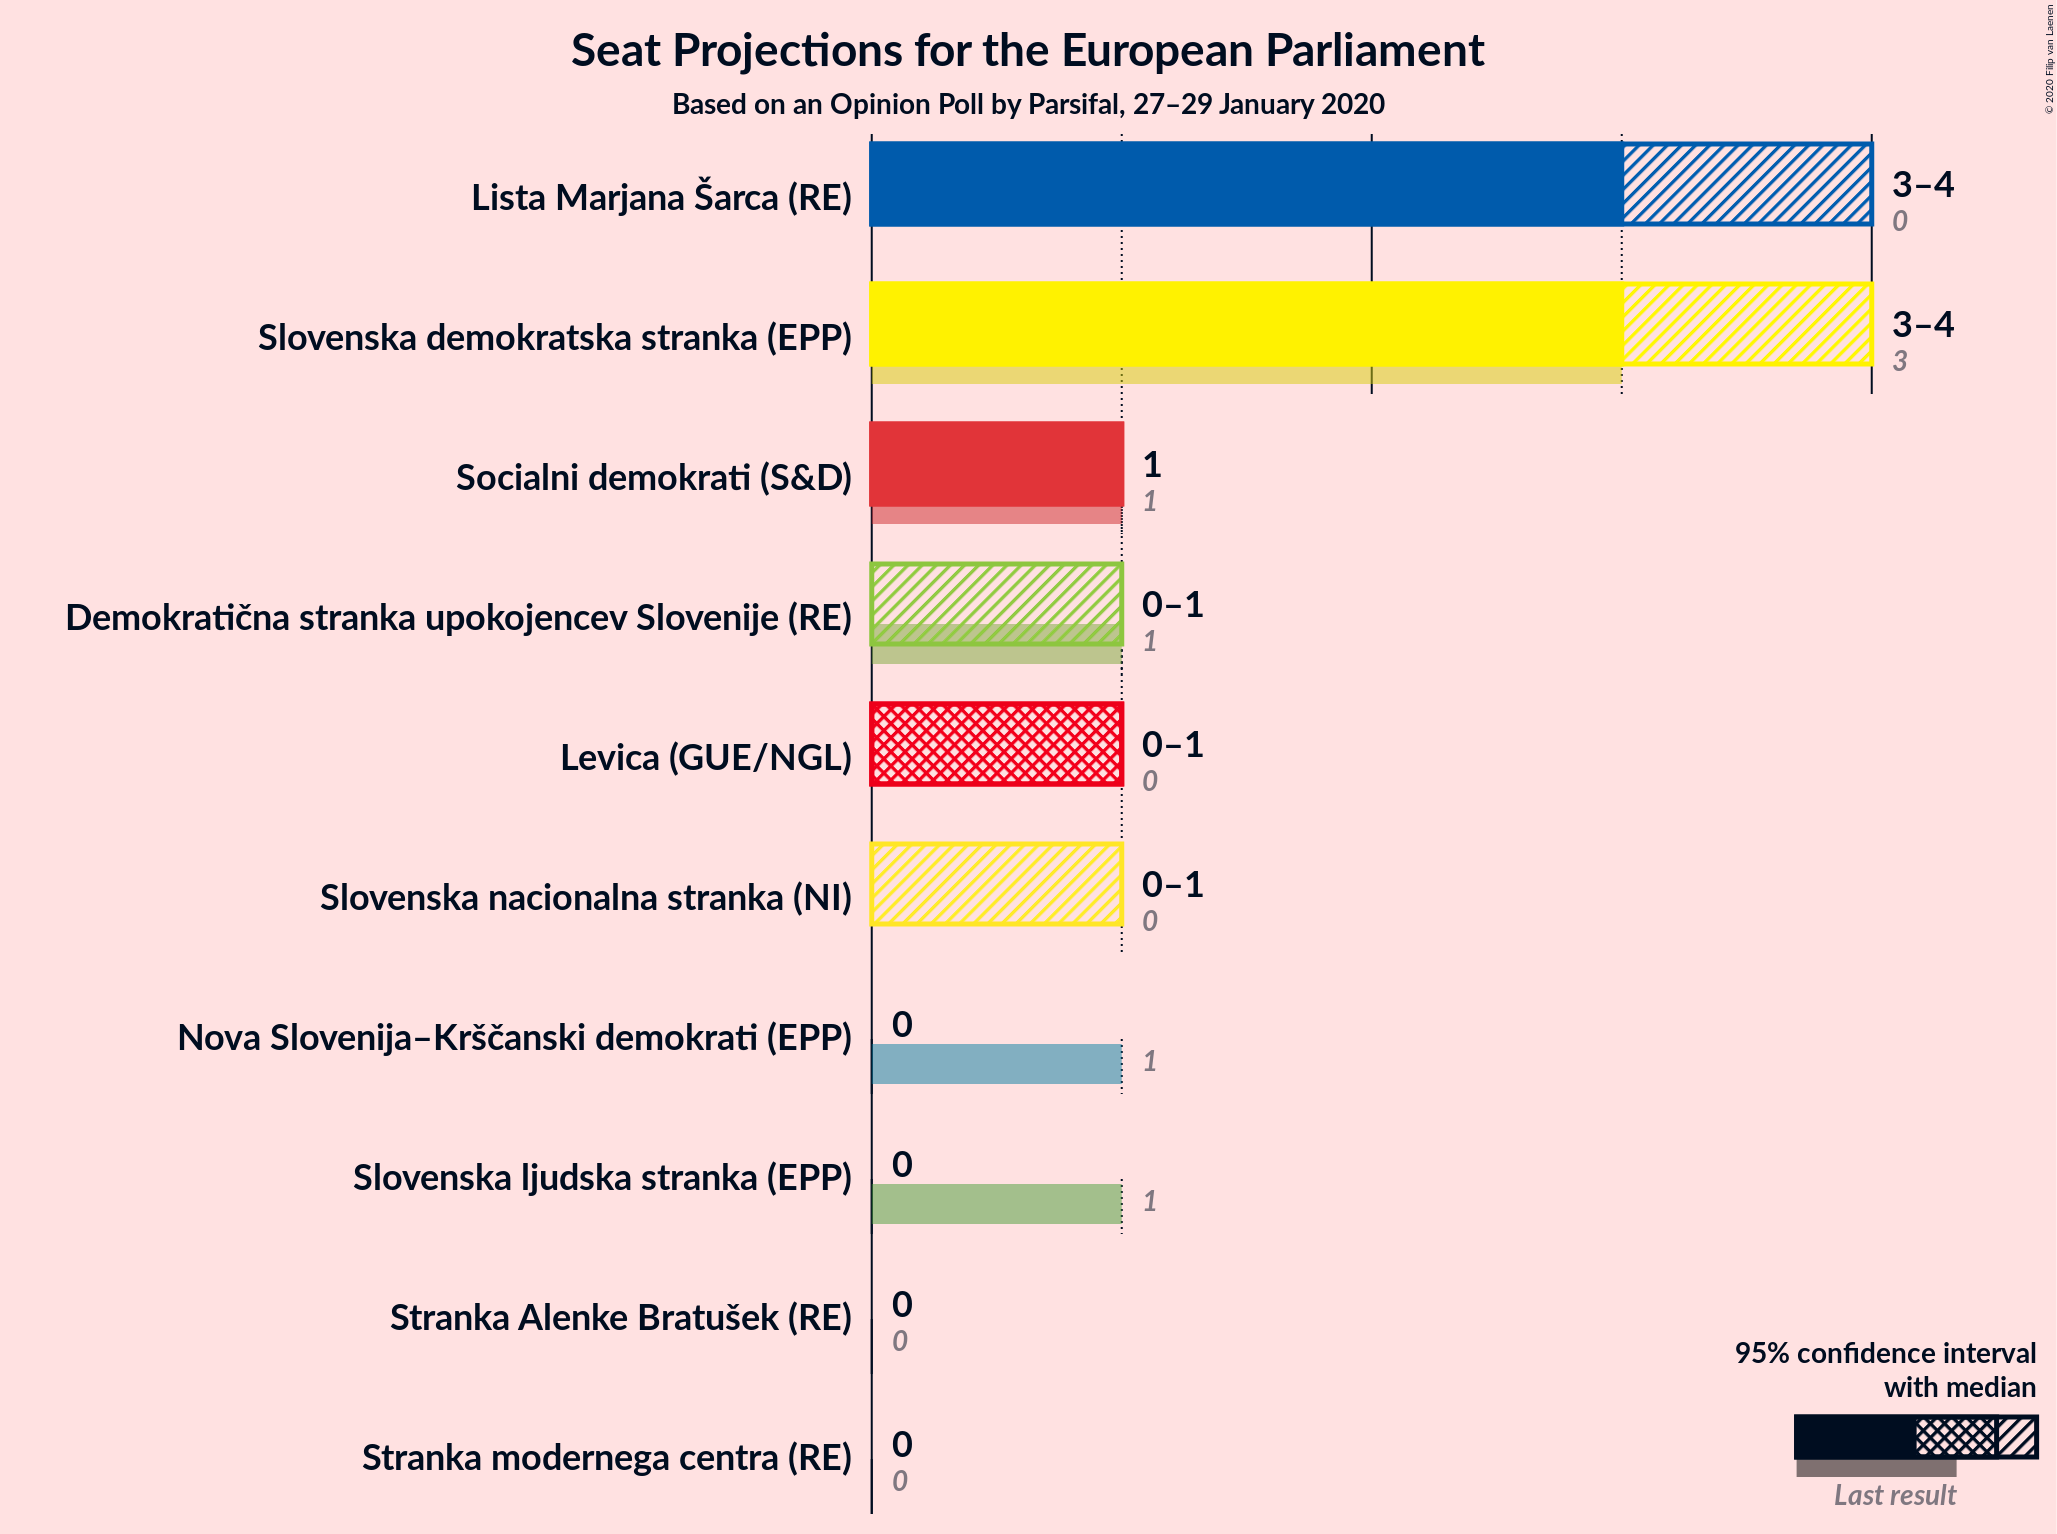 Seat Projections for the European Parliament
Based on an Opinion Poll by Parsifal, 27–29 January 2020
© 2020 Filip van Laenen
Lista Marjana Šarca (RE)
3–4
0
Slovenska demokratska stranka (EPP)
3–4
3
Socialni demokrati (S&D)
1
1
Demokratična stranka upokojencev Slovenije (RE)
0–1
1
Levica (GUE/NGL)
0–1
0
Slovenska nacionalna stranka (NI)
0–1
0
Nova Slovenija–Krščanski demokrati (EPP)
0
1
Slovenska ljudska stranka (EPP)
0
1
Stranka Alenke Bratušek (RE)
0
0
Stranka modernega centra (RE)
0
0
95% confidence interval
with median
Last result